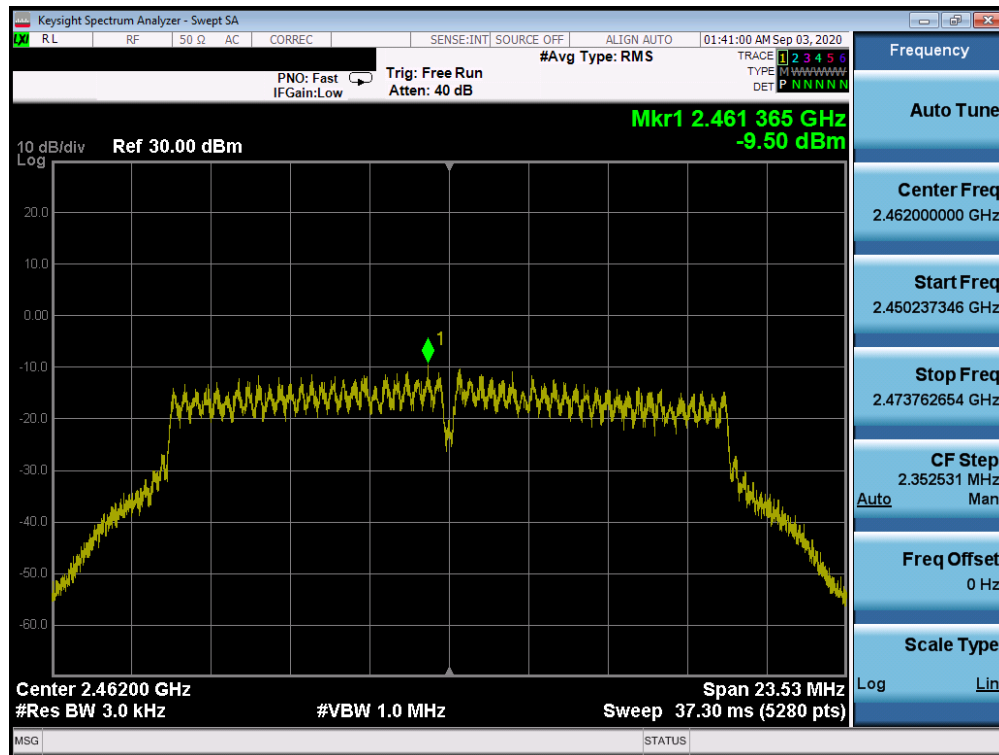 Keysight Spectrum Analyzer - Swept SA
LXI RL RF 50 Ω AC CORREC SENSE:INT SOURCE OFF ALIGN AUTO 01:41:00 AM Sep 03, 2020
PNO: Fast Trig: Free Run #Avg Type: RMS TRACE 1 2 3 4 5 6
IFGain:Low Atten: 40 dB TYPE M WWWWW
DET P N N N N N
Mkr1 2.461 365 GHz
-9.50 dBm
10 dB/div Ref 30.00 dBm
Log
20.0
10.0
0.00
-10.0
-20.0
-30.0
-40.0
-50.0
-60.0
1
Center 2.46200 GHz Span 23.53 MHz
#Res BW 3.0 kHz #VBW 1.0 MHz Sweep 37.30 ms (5280 pts)
MSG STATUS
Frequency
Auto Tune
Center Freq
2.462000000 GHz
Start Freq
2.450237346 GHz
Stop Freq
2.473762654 GHz
CF Step
2.352531 MHz
Auto Man
Freq Offset
0 Hz
Scale Type
Log Lin